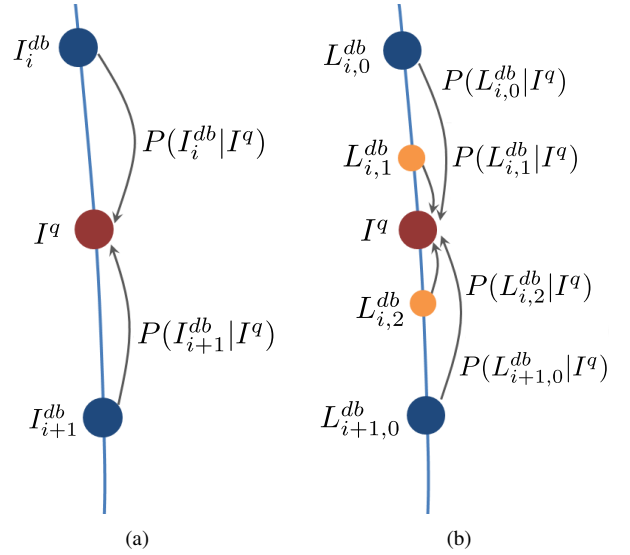 I_i^{db}
P(I_i^{db}|I^q)
I^q
P(I_{i+1}^{db}|I^q)
I_{i+1}^{db}
(a)
L_{i,0}^{db}
P(L_{i,0}^{db}|I^q)
L_{i,1}^{db}
P(L_{i,1}^{db}|I^q)
I^q
P(L_{i,2}^{db}|I^q)
L_{i,2}^{db}
P(L_{i+1,0}^{db}|I^q)
L_{i+1,0}^{db}
(b)